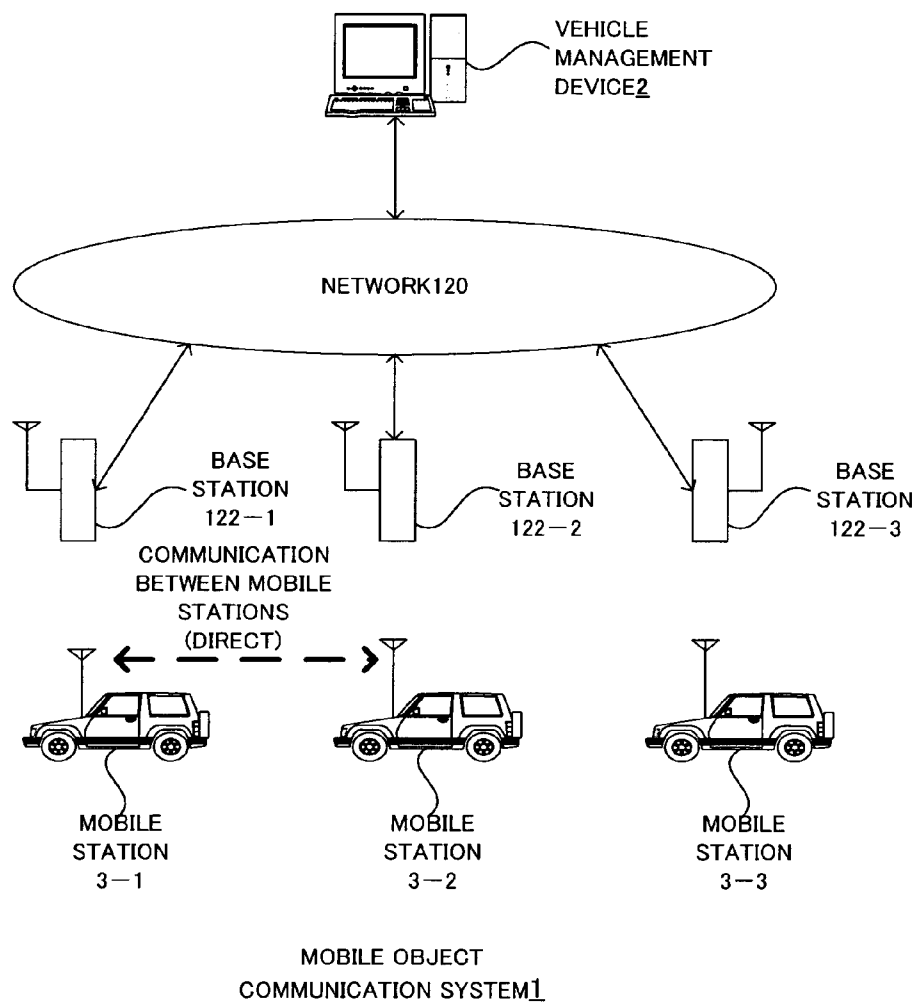 VEHICLE
MANAGEMENT
DEVICE2
NETWORK120
BASE
STATION
122-1
BASE
STATION
122-2
BASE
STATION
122-3
COMMUNICATION
BETWEEN MOBILE
STATIONS
(DIRECT)
MOBILE
STATION
3-1
MOBILE
STATION
3-2
MOBILE
STATION
3-3
MOBILE OBJECT
COMMUNICATION SYSTEM1